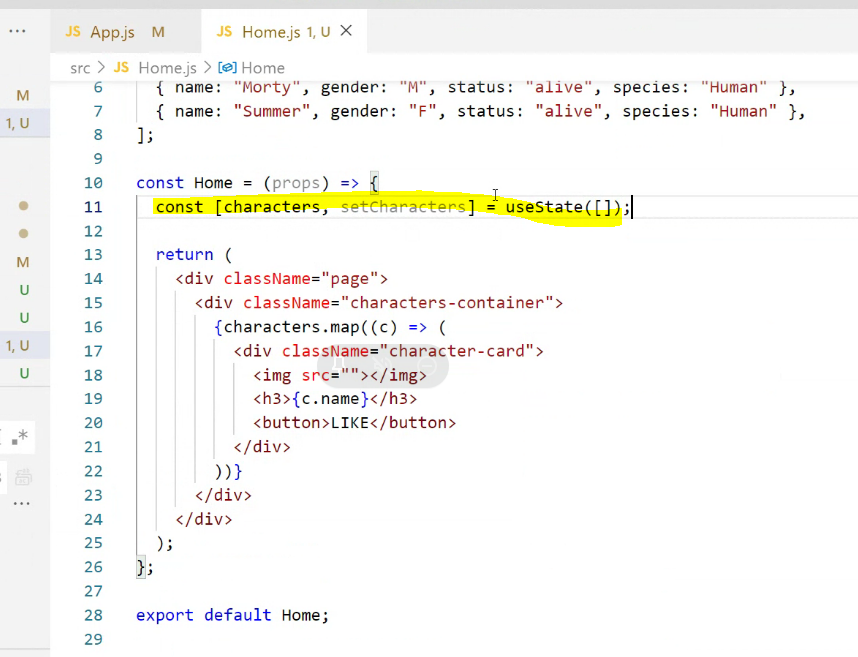 JS App.js M
JS Home.js 1, U
src > JS Home.js > Home
M
1, U
M
U
U
1, U
U
6 { name: "Morty", gender: "M", status: "alive", species: "Human" },
7 { name: "Summer", gender: "F", status: "alive", species: "Human" },
8 ];
9
10 const Home = (props) => {
11 const [characters, setCharacters] = useState([]);
12
13 return (
14 <div className="page">
15 <div className="characters-container">
16 {characters.map((c) => (
17 <div className="character-card">
18 <img src=""></img>
19 <h3>{c.name}</h3>
20 <button>LIKE</button>
21 </div>
22 ))}
23 </div>
24 </div>
25 );
26 };
27
28 export default Home;
29